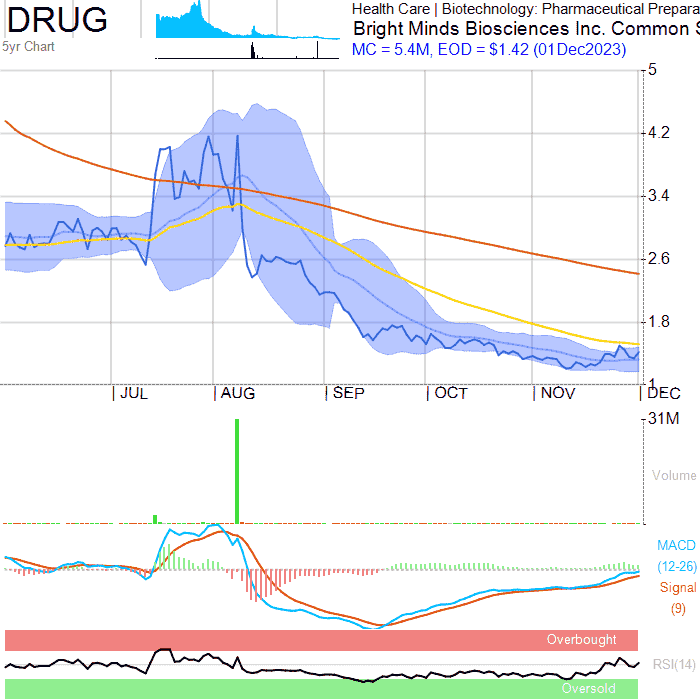 DRUG
5yr Chart
Health Care | Biotechnology: Pharmaceutical Prepara
Bright Minds Biosciences Inc. Common S
MC = 5.4M, EOD = $1.42 (01Dec2023)
5
4.2
3.4
2.6
1.8
1
JUL AUG SEP OCT NOV DEC
31M
Volume
MACD
(12-26)
Signal
(9)
Overbought
RSI(14)
Oversold